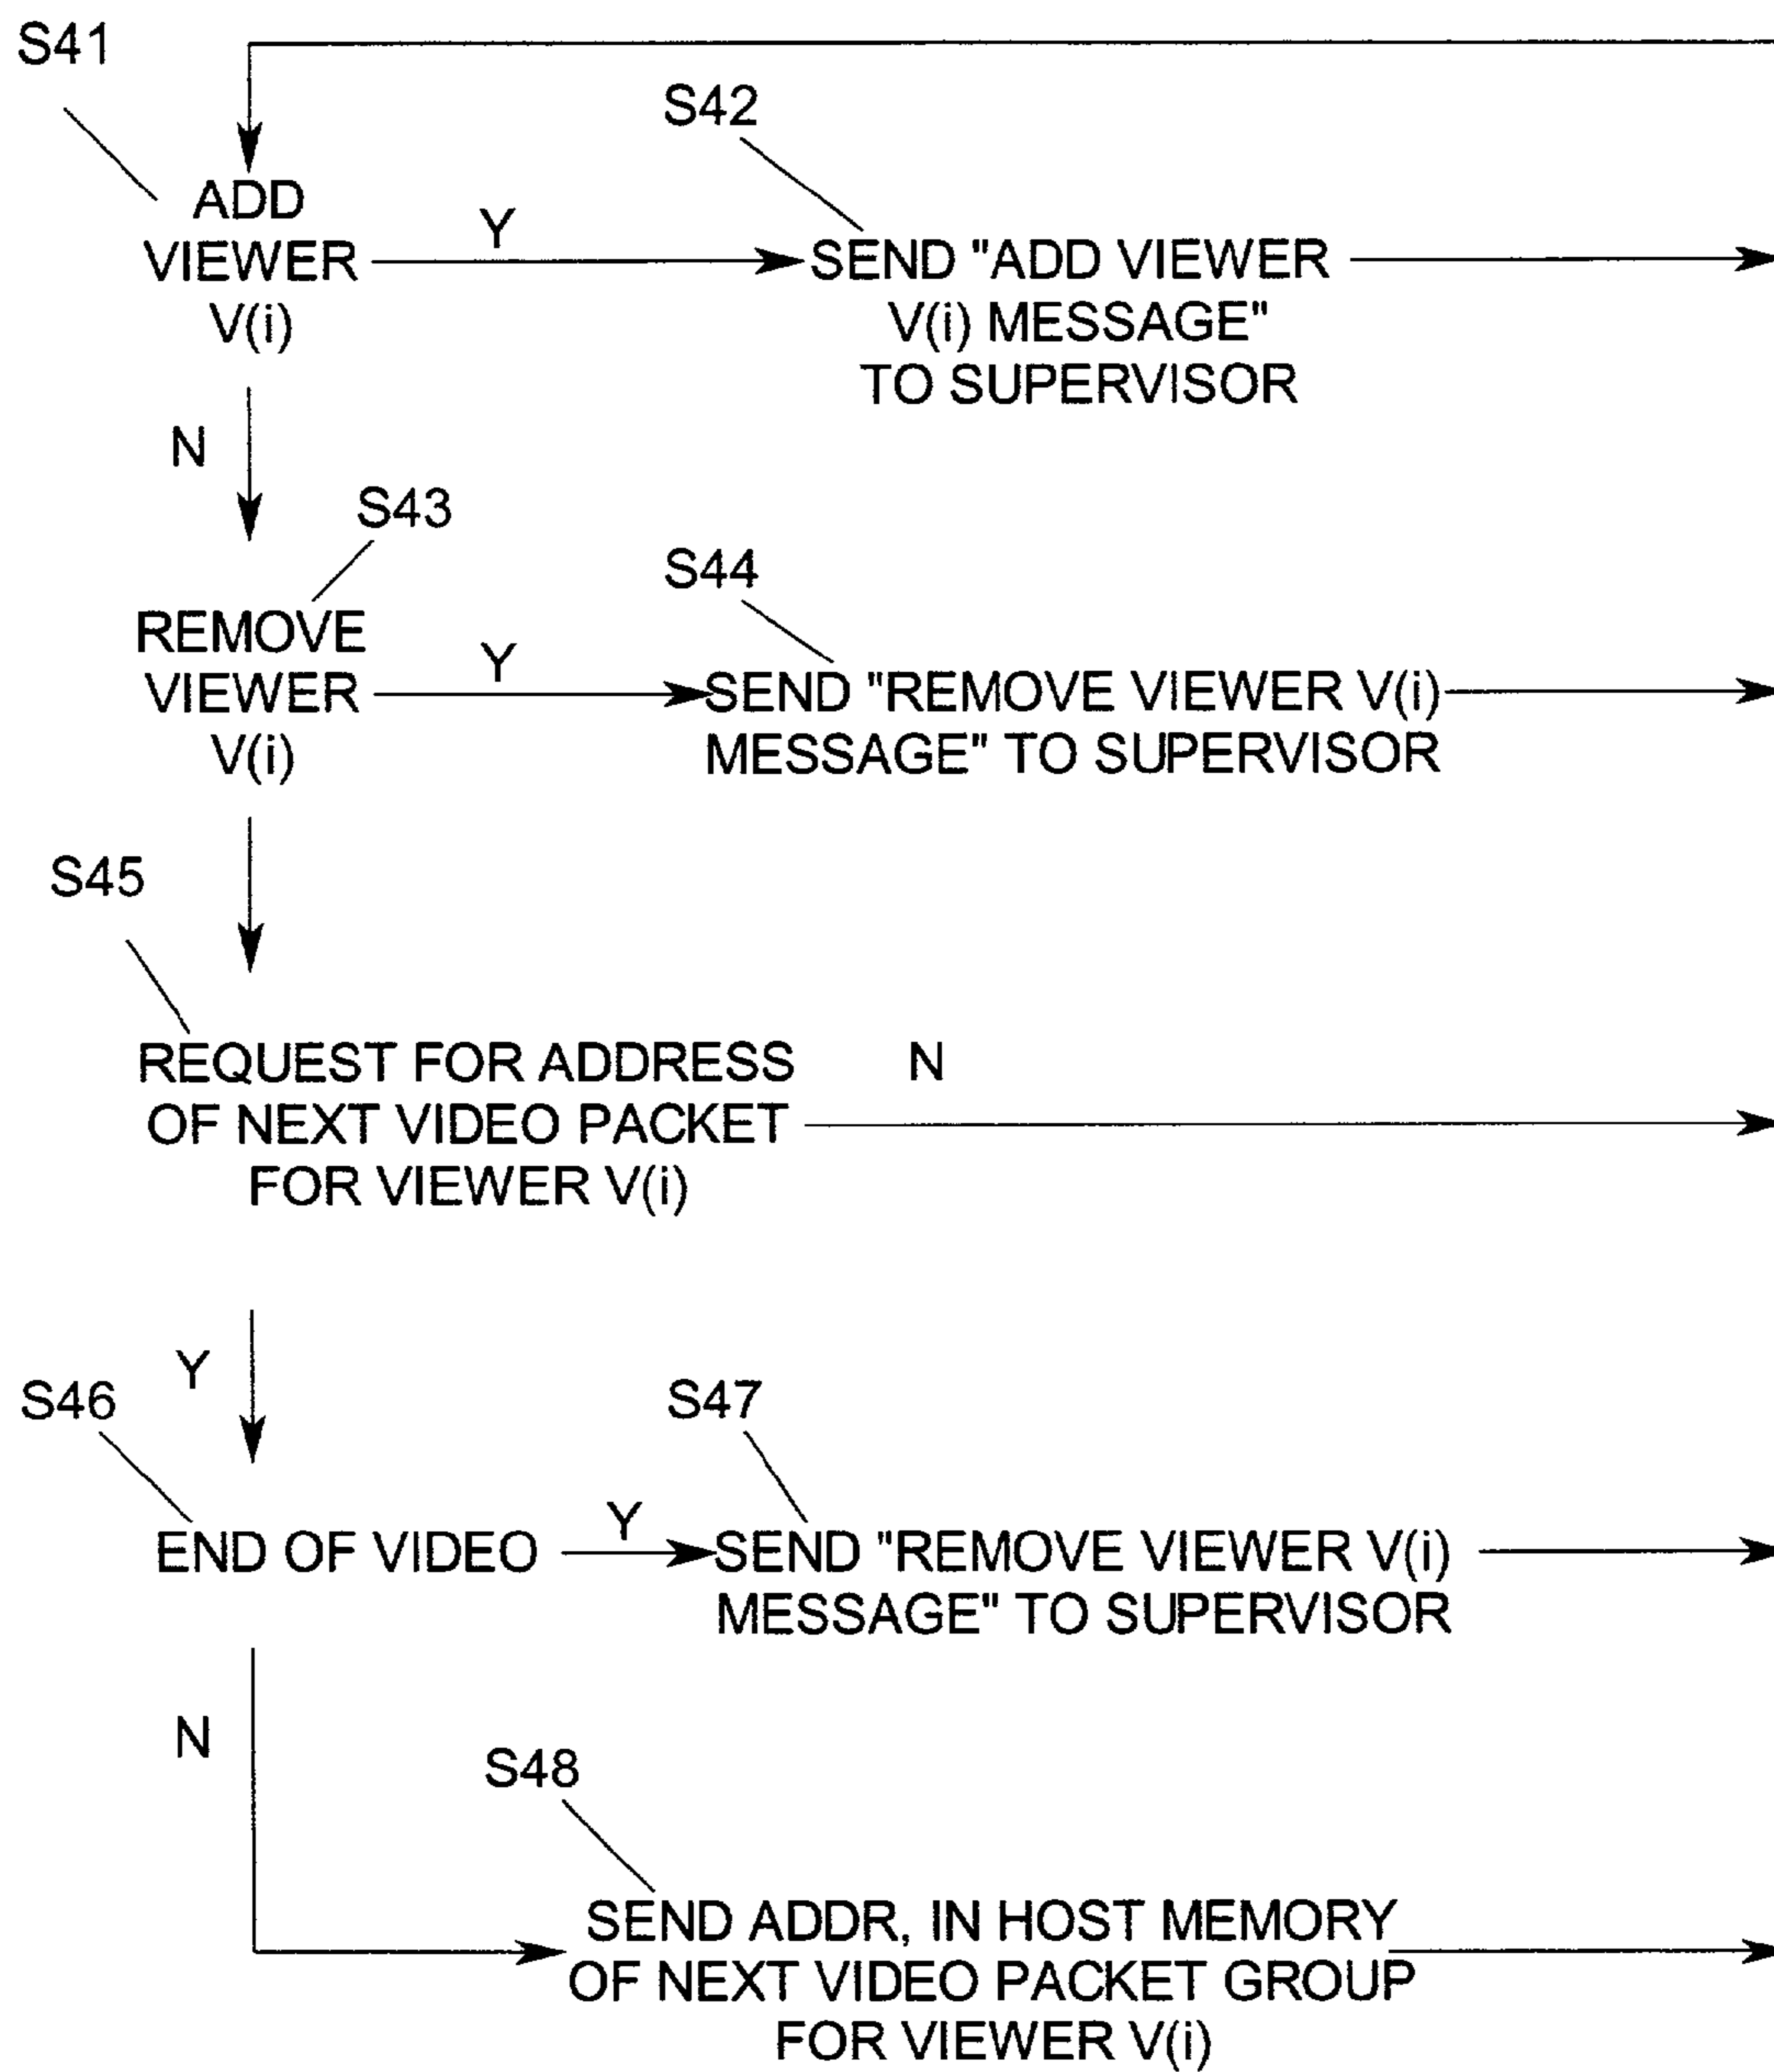 S41
S42
ADD
VIEWER
V(i)
Y
SEND "ADD VIEWER
V(i) MESSAGE"
TO SUPERVISOR
N
S43
S44
REMOVE
VIEWER
V(i)
Y
SEND "REMOVE VIEWER V(i)
MESSAGE" TO SUPERVISOR
S45
REQUEST FOR ADDRESS
OF NEXT VIDEO PACKET
FOR VIEWER V(i)
N
Y
S46
S47
END OF VIDEO
Y
SEND "REMOVE VIEWER V(i)
MESSAGE" TO SUPERVISOR
N
S48
SEND ADDR, IN HOST MEMORY
OF NEXT VIDEO PACKET GROUP
FOR VIEWER V(i)